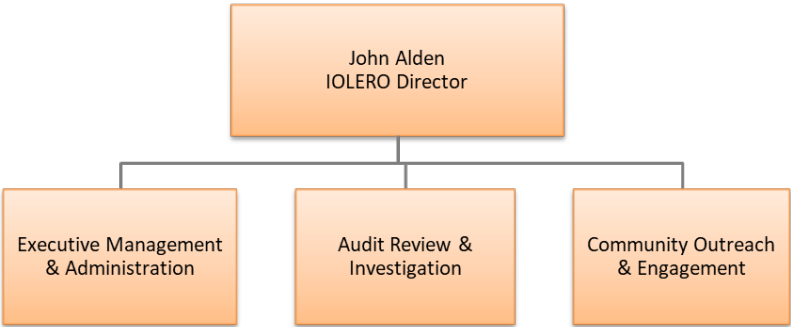 John Alden
IOLERO Director
Executive Management
& Administration
Audit Review &
Investigation
Community Outreach
& Engagement